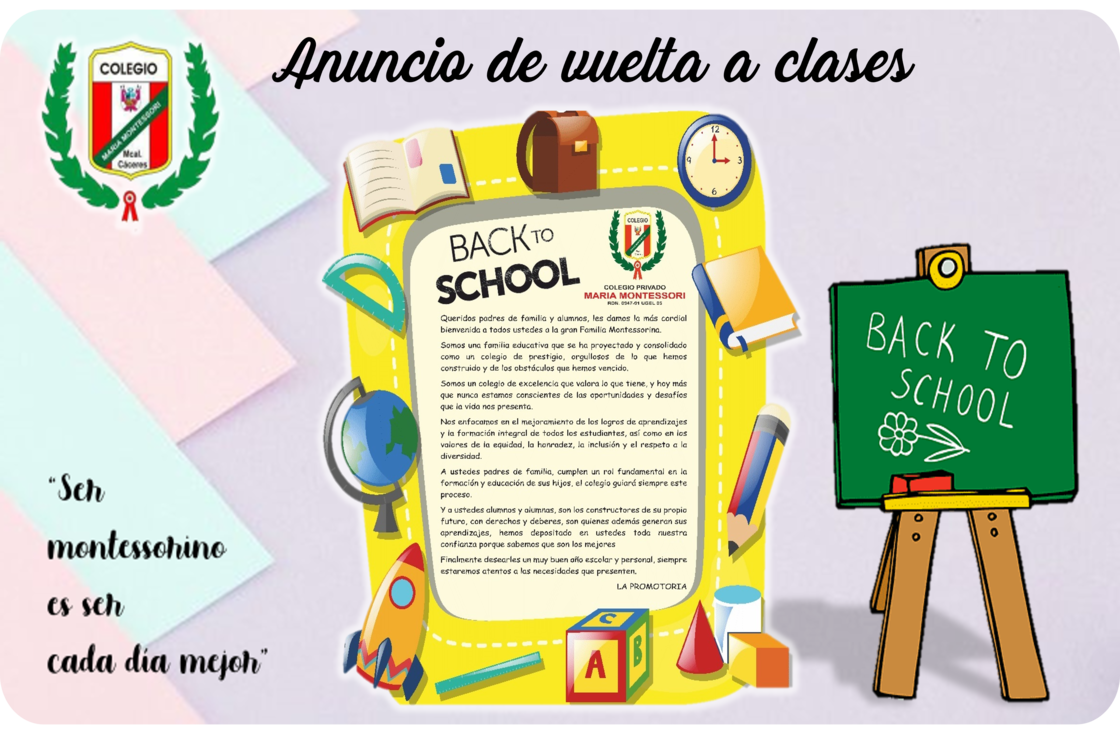 Anuncio de vuelta a clases
COLEGIO
MARIA MONTESSORI
Mcal.
Cáceres
12
3
6
9
BACK TO
SCHOOL
COLEGIO
COLEGIO PRIVADO
MARIA MONTESSORI
Queridos padres de familia y alumnos, les damos la más cordial
bienvenida a todos ustedes a la gran Familia Montessorina.
Somos una familia educativa que se ha proyectado y consolidado
como un colegio de prestigio, orgullosos de lo que hemos
construido y de los obstáculos que hemos vencido.
Somos un colegio de excelencia que valora lo que tiene, y hoy más
que nunca estamos conscientes de las oportunidades y desafíos
que la vida nos presenta.
Nos enfocamos en el mejoramiento de los logros de aprendizajes
y la formación integral de todos los estudiantes, así como en los
valores de la equidad, la honradez, la inclusión y el respeto a la
diversidad.
A ustedes padres de familia, cumplen un rol fundamental en la
formación y educación de sus hijos, el colegio guiará siempre este
proceso.
Y a ustedes alumnos y alumnas, son los constructores de su propio
futuro, con derechos y deberes, son quienes además generan sus
aprendizajes, hemos depositado en ustedes toda nuestra
confianza porque sabemos que son los mejores
Finalmente desearles un muy buen año escolar y personal, siempre
estaremos atentos a las necesidades que presenten.
LA PROMOTORIA
BACK TO
SCHOOL
“Ser
montessorino
es ser
cada día mejor”
C
A
B